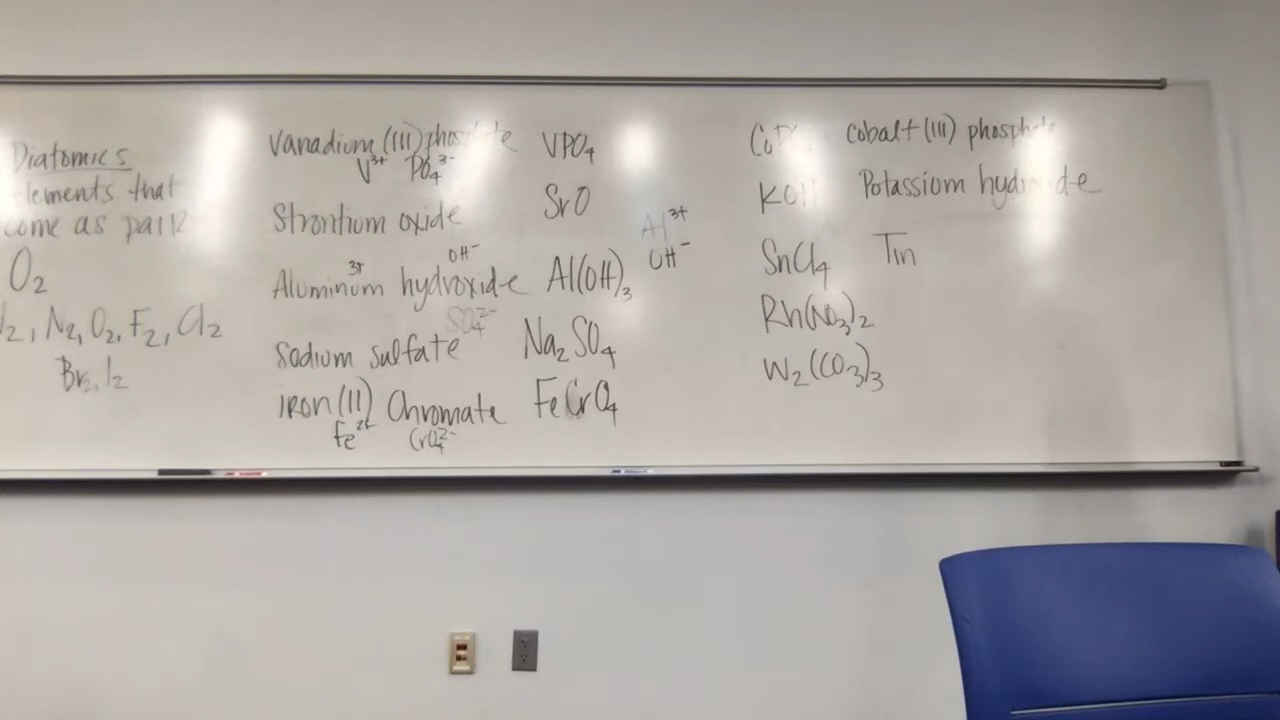 Diatomics
elements that
come as pairs
O₂
H₂, N₂, O₂, F₂, Cl₂
Br₂, I₂
Vanadium (III) phosphate VPO₄
V³⁺ PO₄³⁻
Strontium oxide SrO
Aluminum hydroxide Al(OH)₃
3+ OH⁻
Al³⁺
OH⁻
SO₄²⁻
Sodium sulfate Na₂SO₄
iron (II) Chromate FeCrO₄
Fe²⁺ CrO₄²⁻
CoP Cobalt (III) phosphate
KOH Potassium hydroxide
SnCl₄ Tin
Rh(NO₃)₂
W₂(CO₃)₃